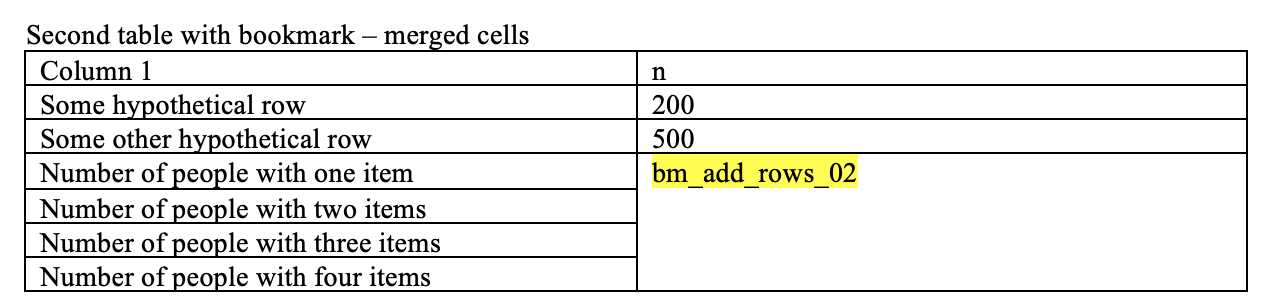 Second table with bookmark – merged cells
Column 1 n
Some hypothetical row 200
Some other hypothetical row 500
Number of people with one item bm_add_rows_02
Number of people with two items
Number of people with three items
Number of people with four items